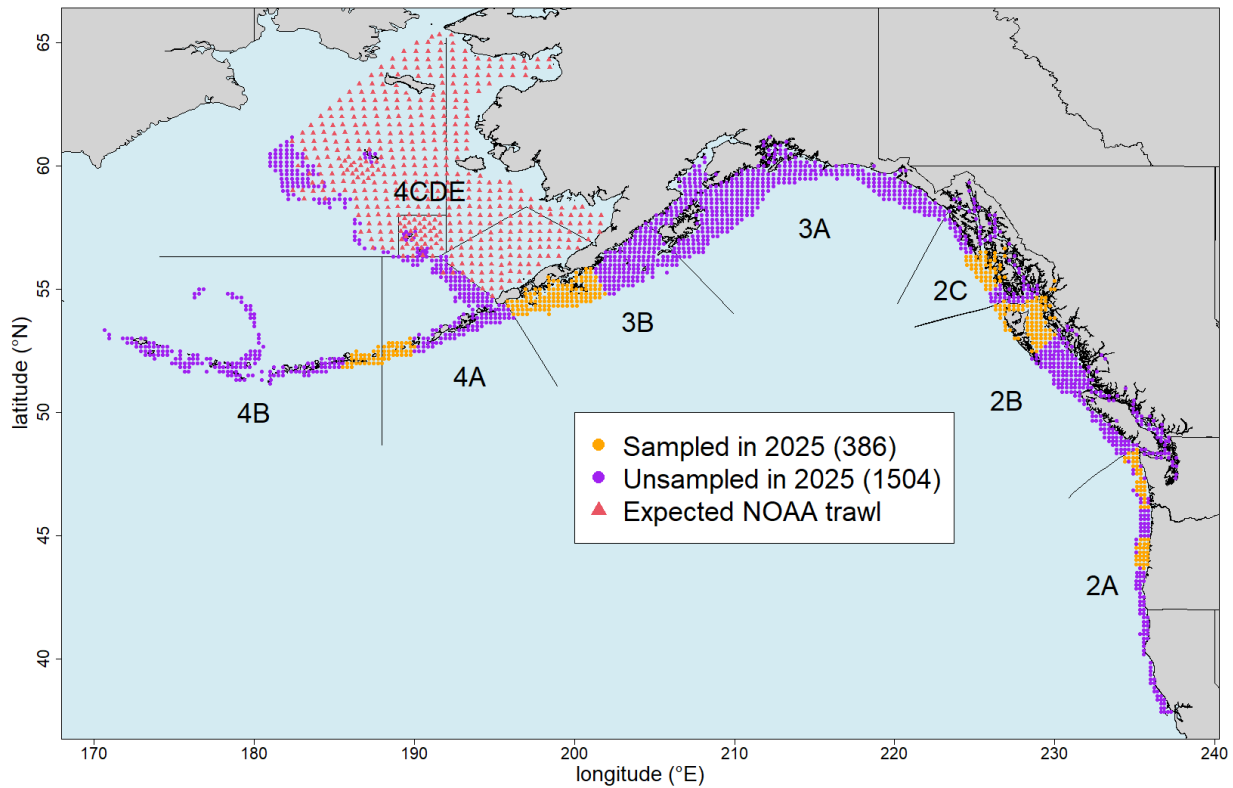 65
60
55
50
45
40
latitude (°N)
4CDE
3A
2C
3B
4A
4B
2B
2A
Sampled in 2025 (386)
Unsampled in 2025 (1504)
Expected NOAA trawl
170
180
190
200
210
220
230
240
longitude (°E)